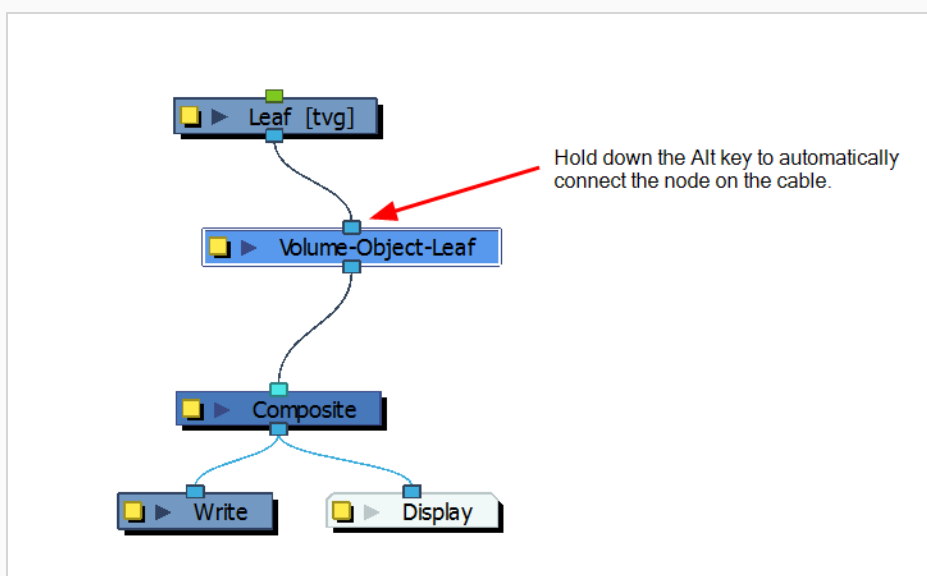 Leaf [tvg]
Hold down the Alt key to automatically
connect the node on the cable.
Volume-Object-Leaf
Composite
Write
Display